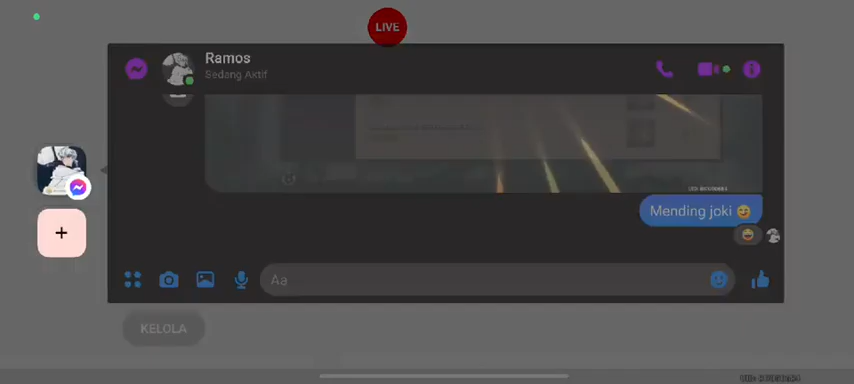 LIVE
Ramos
Sedang Aktif
Mending joki 😉
Aa
+
KELOLA